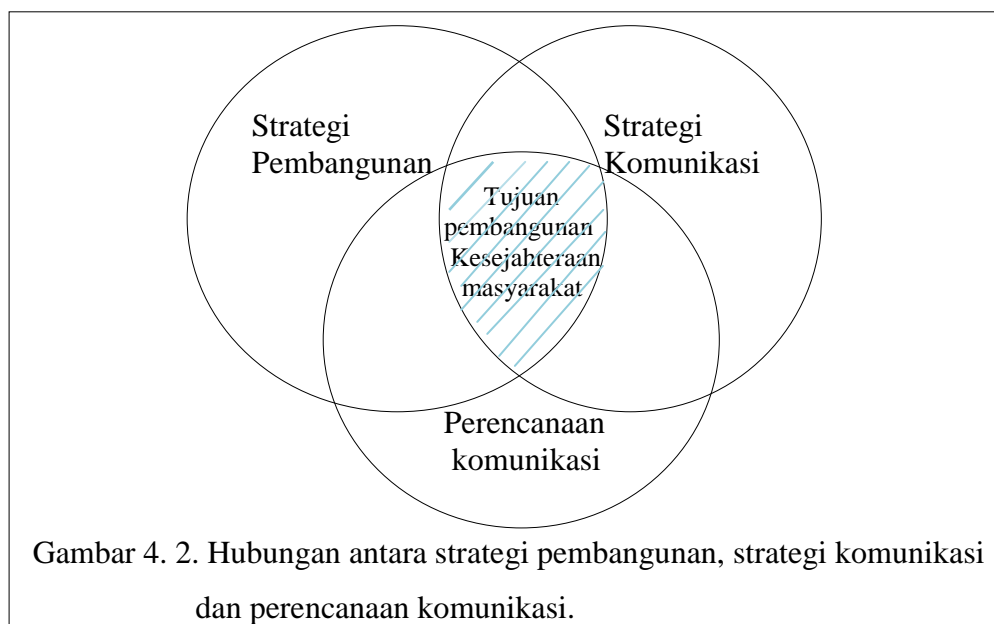 Strategi
Pembangunan
Strategi
Komunikasi
Tujuan
pembangunan
Kesejahteraan
masyarakat
Perencanaan
komunikasi
Gambar 4. 2. Hubungan antara strategi pembangunan, strategi komunikasi
dan perencanaan komunikasi.